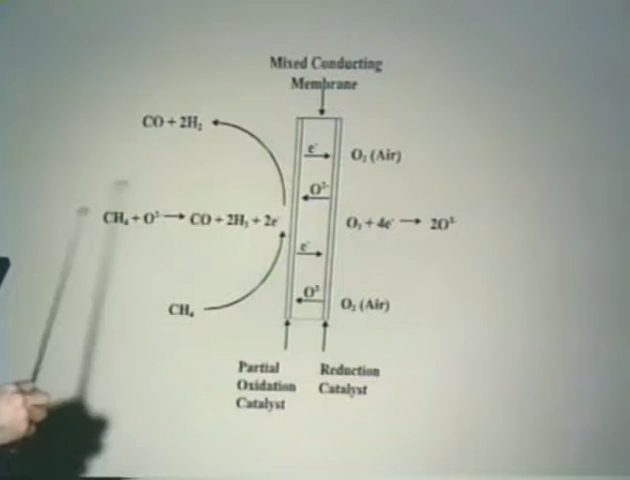 Mixed Conducting
Membrane
CO + 2H₂
e⁻
O₂ (Air)
O²⁻
CH₄ + O²⁻ → CO + 2H₂ + 2e⁻
O₂ + 4e⁻ → 2O²⁻
e⁻
O²⁻
CH₄
O₂ (Air)
Partial
Oxidation
Catalyst
Reduction
Catalyst